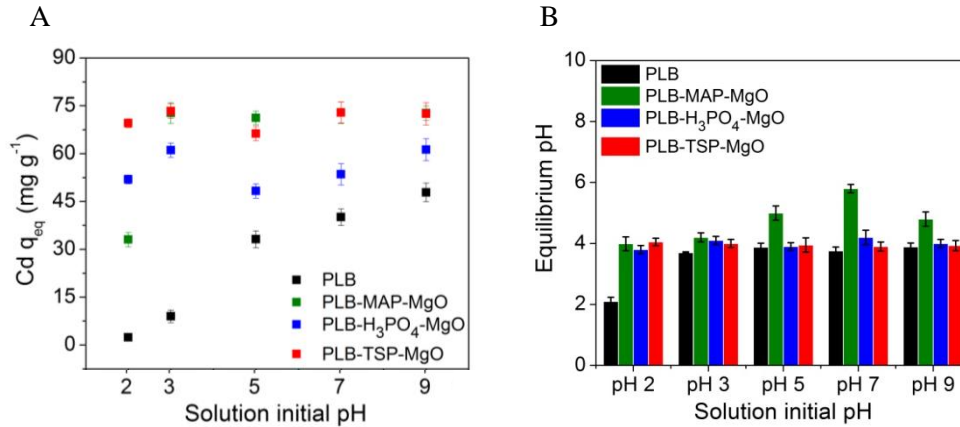 A
Cd q_eq (mg g⁻¹)
90
75
60
45
30
15
0
PLB
PLB-MAP-MgO
PLB-H₃PO₄-MgO
PLB-TSP-MgO
2 3 5 7 9
Solution initial pH
B
Equilibrium pH
10
8
6
4
2
0
PLB
PLB-MAP-MgO
PLB-H₃PO₄-MgO
PLB-TSP-MgO
pH 2 pH 3 pH 5 pH 7 pH 9
Solution initial pH